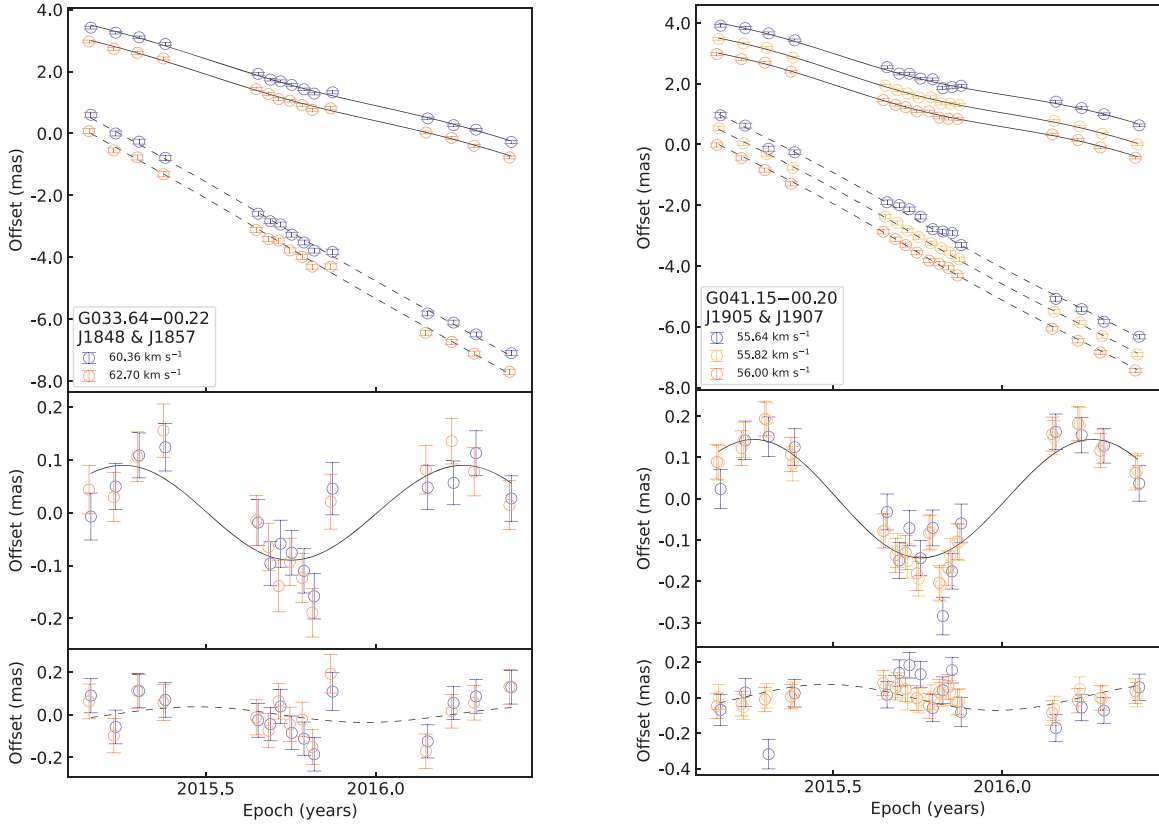 4.0
2.0
0.0
-2.0
-4.0
-6.0
-8.0
Offset (mas)
G033.64−00.22
J1848 & J1857
60.36 km s⁻¹
62.70 km s⁻¹
0.2
0.1
0.0
-0.1
-0.2
Offset (mas)
0.2
0.0
-0.2
Offset (mas)
2015.5
2016.0
Epoch (years)
4.0
2.0
0.0
-2.0
-4.0
-6.0
-8.0
Offset (mas)
G041.15−00.20
J1905 & J1907
55.64 km s⁻¹
55.82 km s⁻¹
56.00 km s⁻¹
0.2
0.1
0.0
-0.1
-0.2
-0.3
Offset (mas)
0.2
0.0
-0.2
-0.4
Offset (mas)
2015.5
2016.0
Epoch (years)